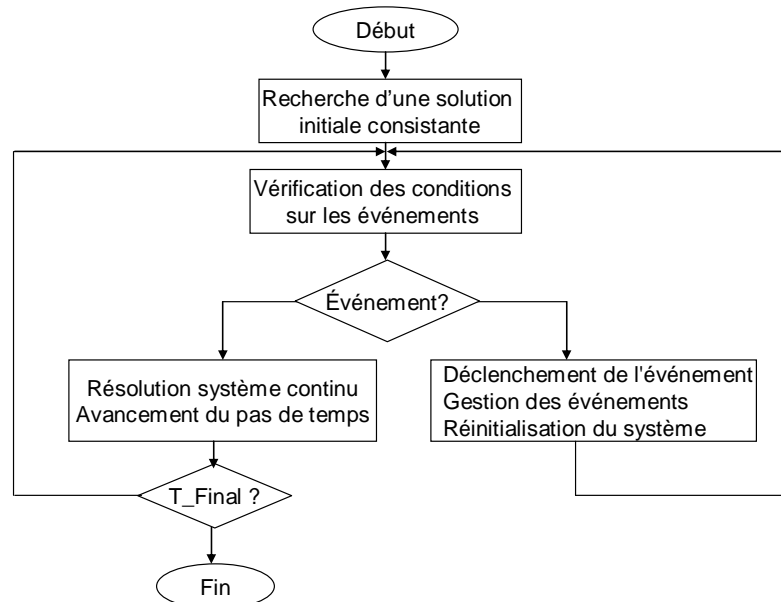 Début
Recherche d'une solution
initiale consistante
Vérification des conditions
sur les événements
Événement?
Résolution système continu
Avancement du pas de temps
Déclenchement de l'événement
Gestion des événements
Réinitialisation du système
T_Final ?
Fin